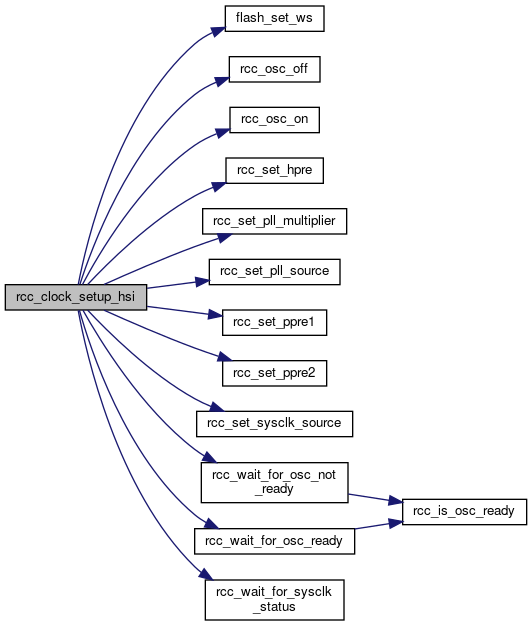 flash_set_ws
rcc_osc_off
rcc_osc_on
rcc_set_hpre
rcc_set_pll_multiplier
rcc_set_pll_source
rcc_clock_setup_hsi
rcc_set_ppre1
rcc_set_ppre2
rcc_set_sysclk_source
rcc_wait_for_osc_not
_ready
rcc_is_osc_ready
rcc_wait_for_osc_ready
rcc_wait_for_sysclk
_status